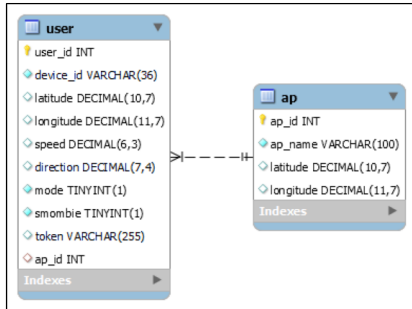 user
user_id INT
device_id VARCHAR(36)
latitude DECIMAL(10,7)
longitude DECIMAL(11,7)
speed DECIMAL(6,3)
direction DECIMAL(7,4)
mode TINYINT(1)
smombie TINYINT(1)
token VARCHAR(255)
ap_id INT
Indexes
ap
ap_id INT
ap_name VARCHAR(100)
latitude DECIMAL(10,7)
longitude DECIMAL(11,7)
Indexes